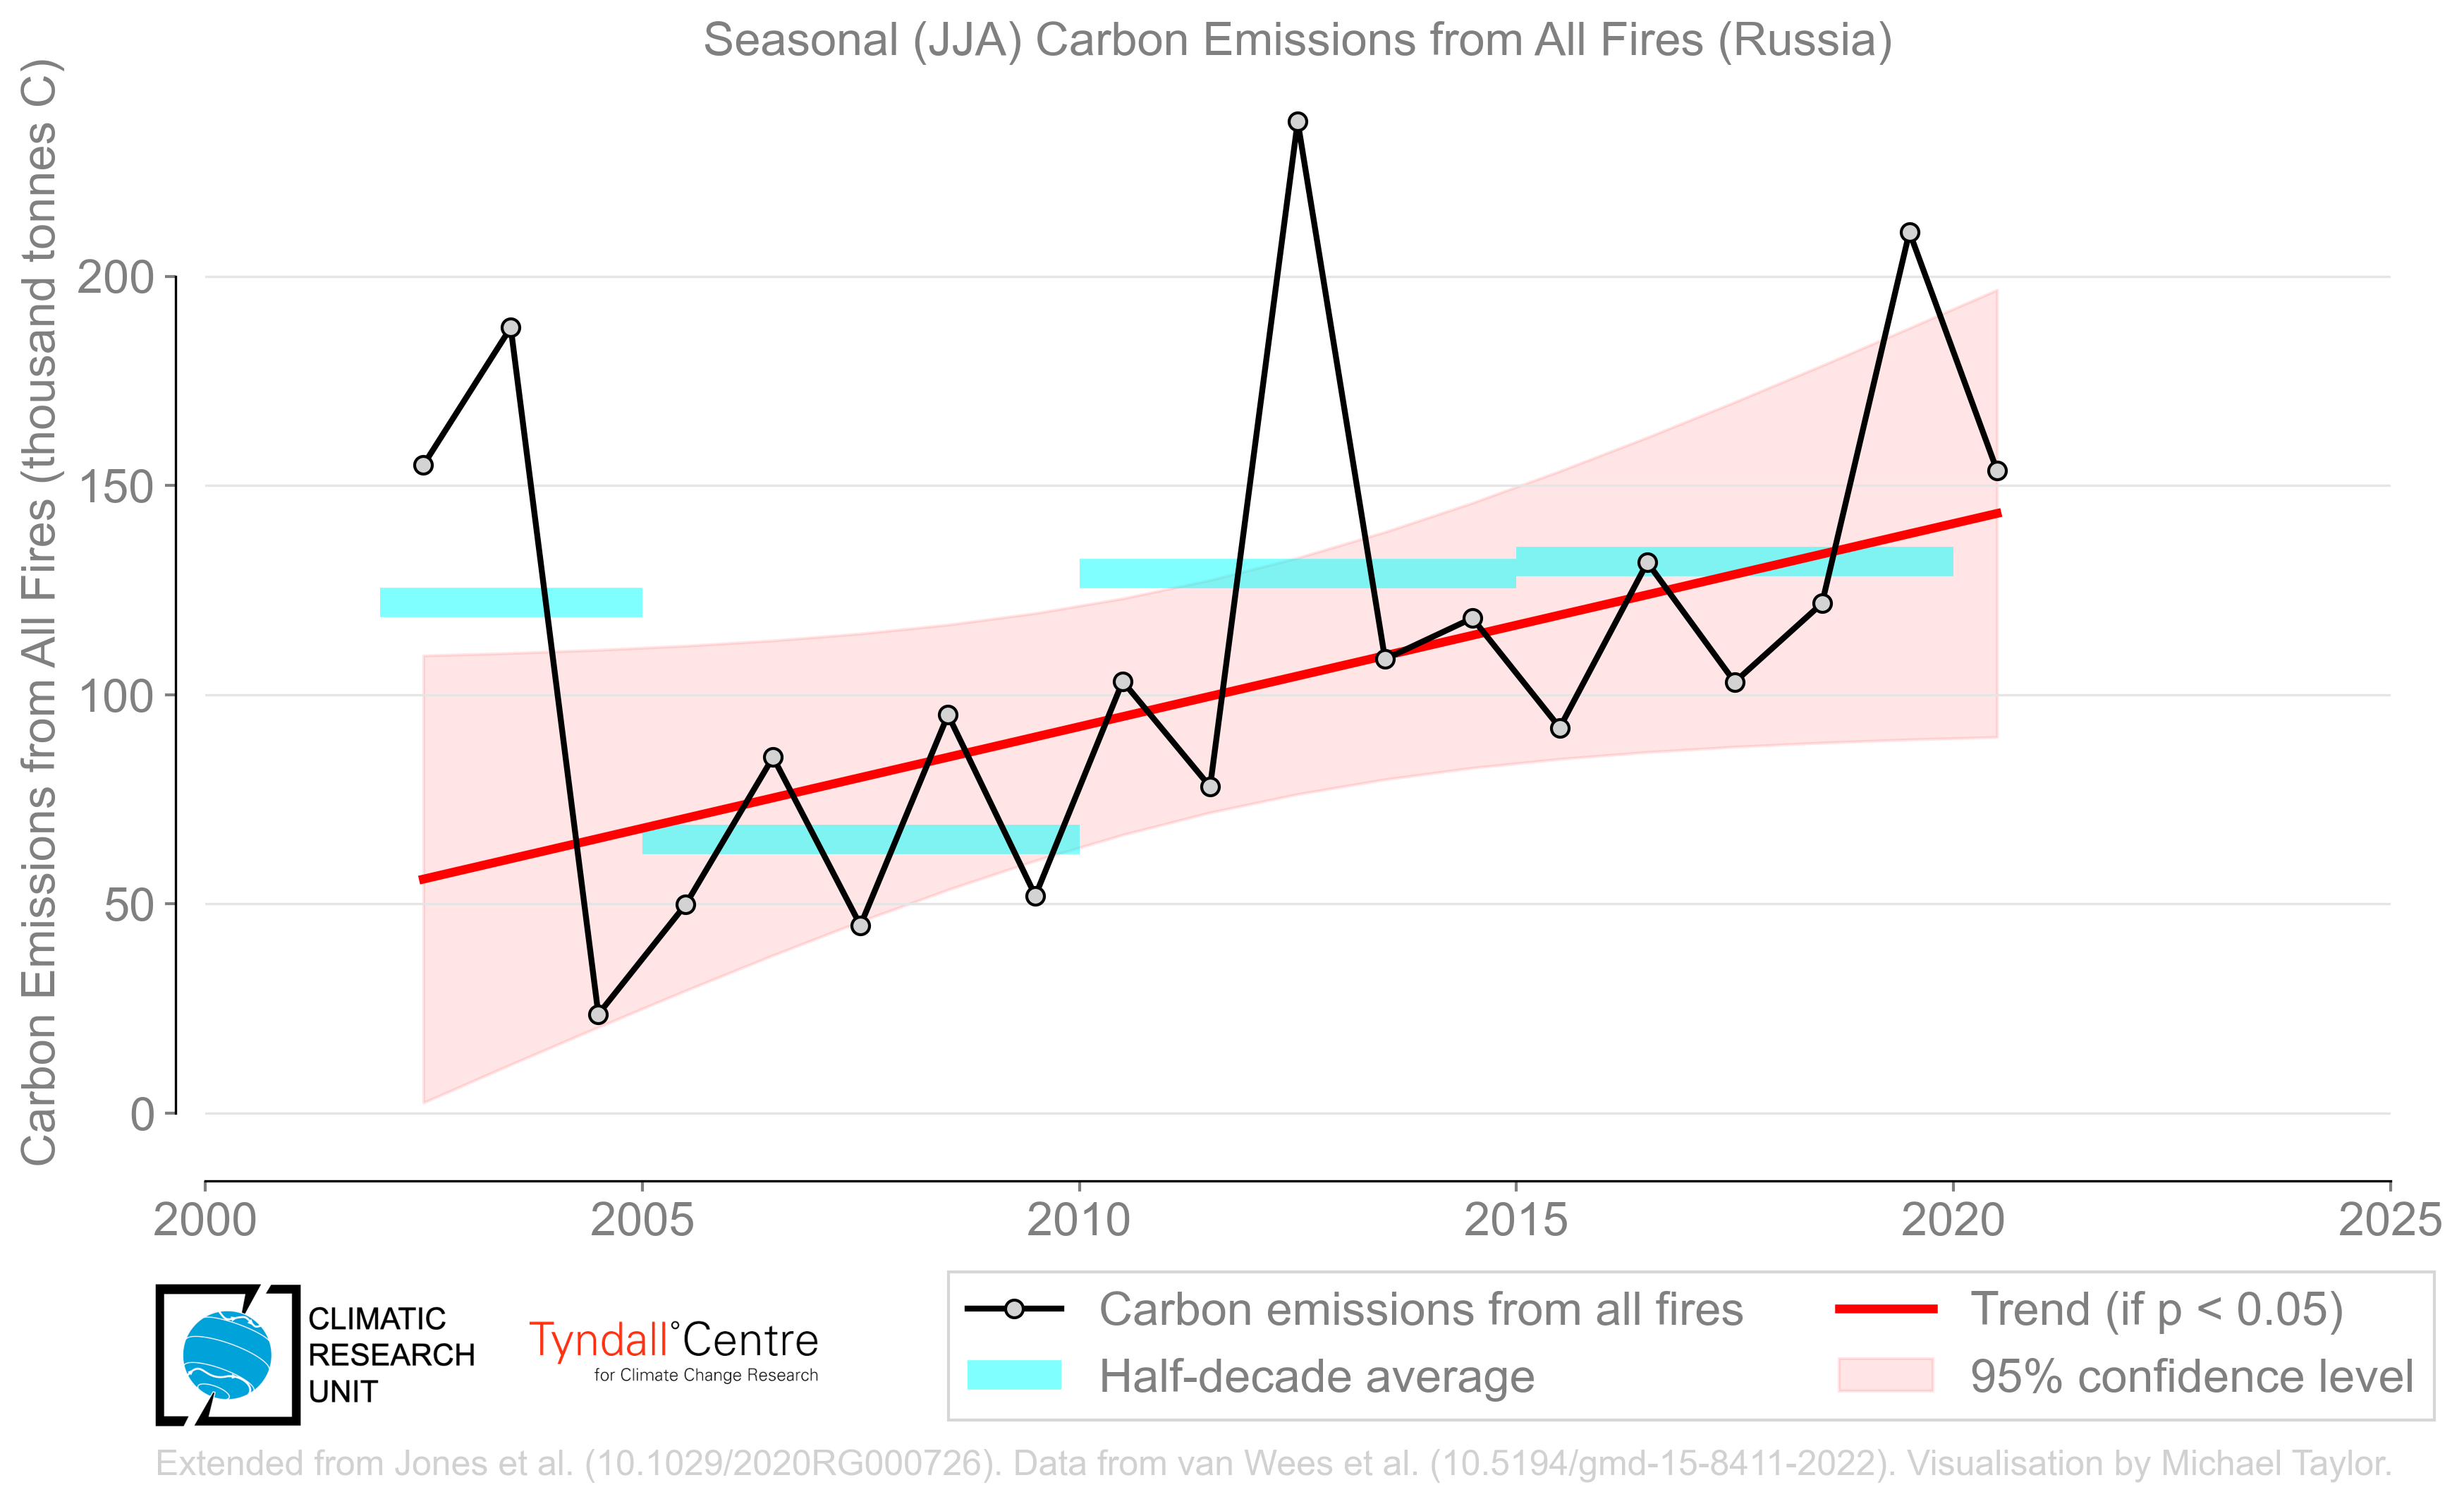 Seasonal (JJA) Carbon Emissions from All Fires (Russia)
Carbon Emissions from All Fires (thousand tonnes C)
200
150
100
50
0
2000 2005 2010 2015 2020 2025
CLIMATIC
RESEARCH
UNIT
Tyndall°Centre
for Climate Change Research
Carbon emissions from all fires
Half-decade average
Trend (if p < 0.05)
95% confidence level
Extended from Jones et al. (10.1029/2020RG000726). Data from van Wees et al. (10.5194/gmd-15-8411-2022). Visualisation by Michael Taylor.